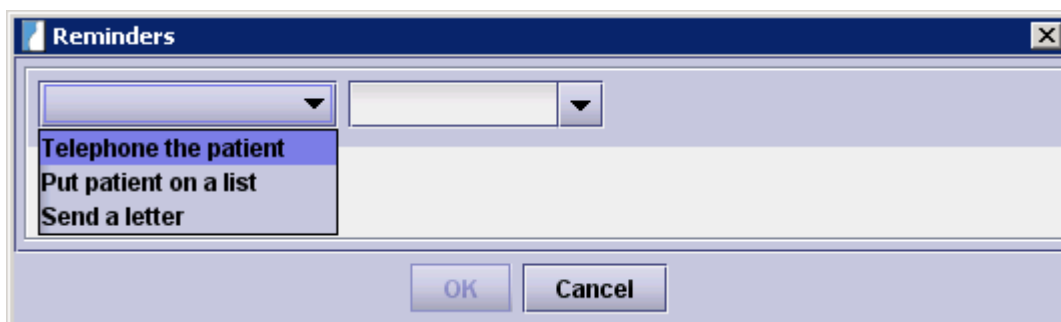 Reminders
Telephone the patient
Put patient on a list
Send a letter
OK
Cancel